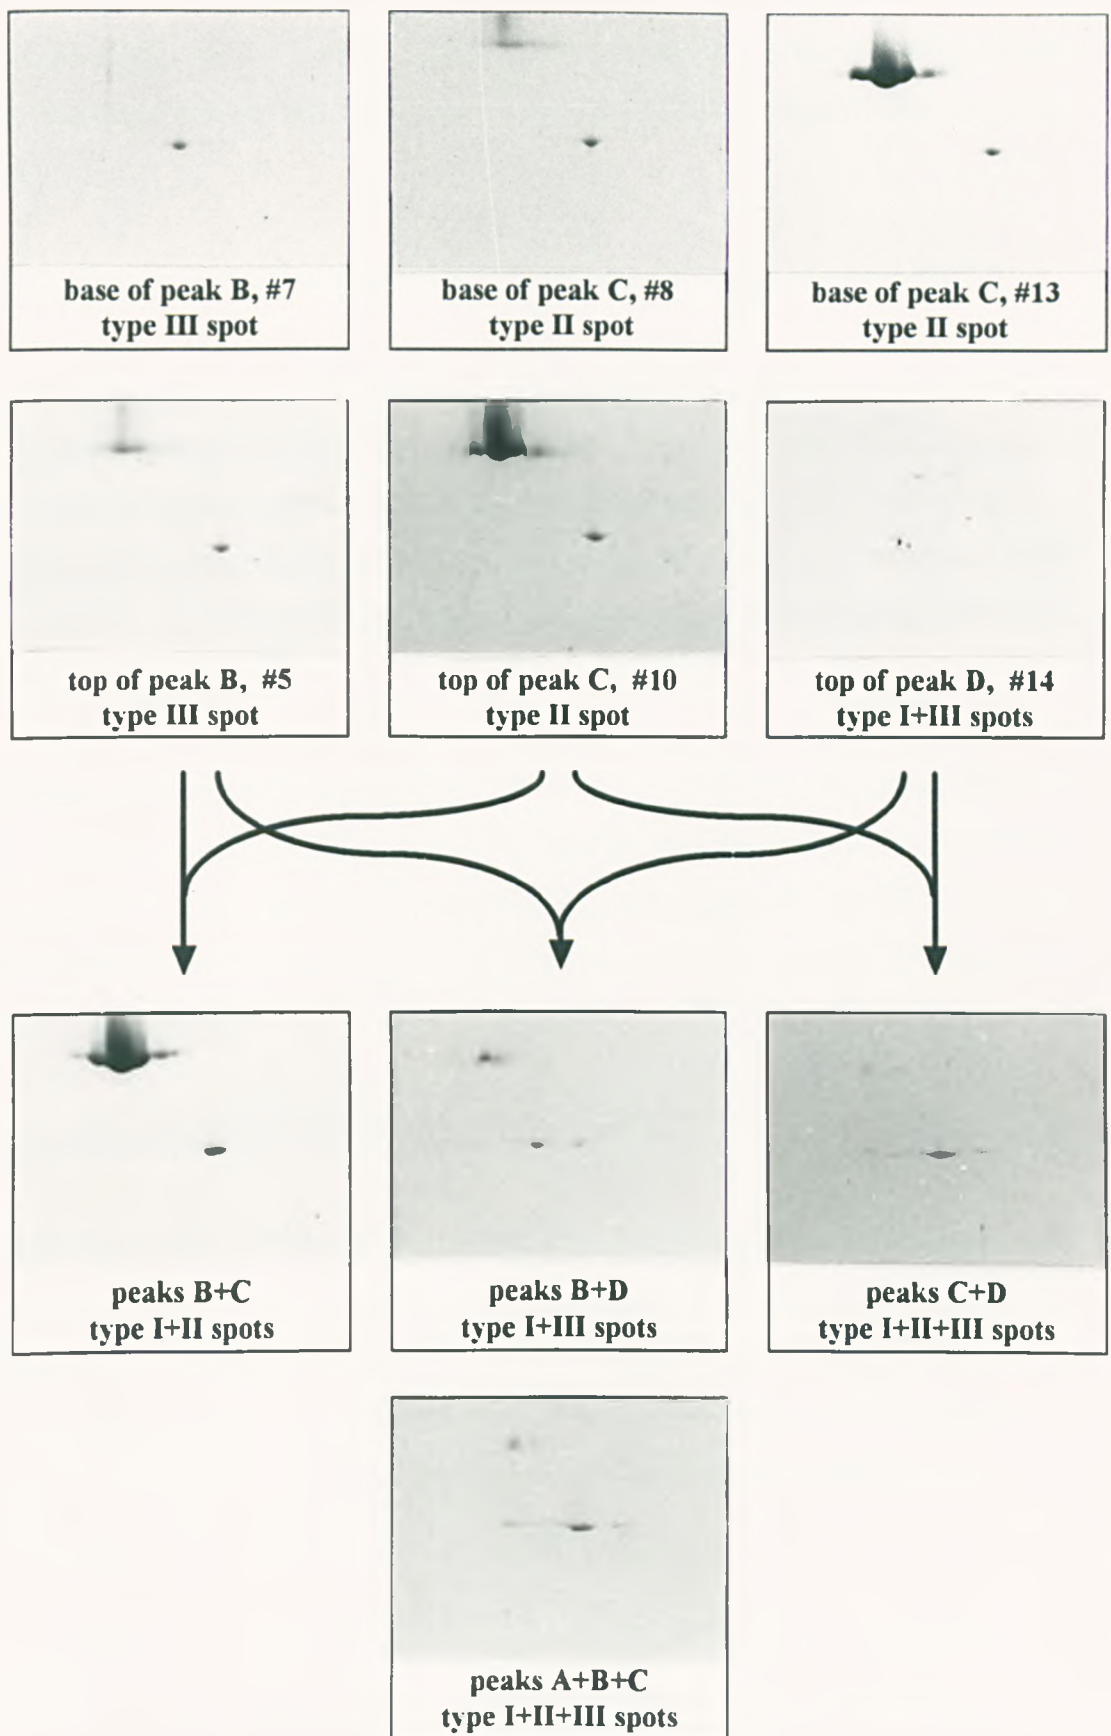 base of peak B, #7
type III spot
base of peak C, #8
type II spot
base of peak C, #13
type II spot
top of peak B, #5
type III spot
top of peak C, #10
type II spot
top of peak D, #14
type I+III spots
peaks B+C
type I+II spots
peaks B+D
type I+III spots
peaks C+D
type I+II+III spots
peaks A+B+C
type I+II+III spots